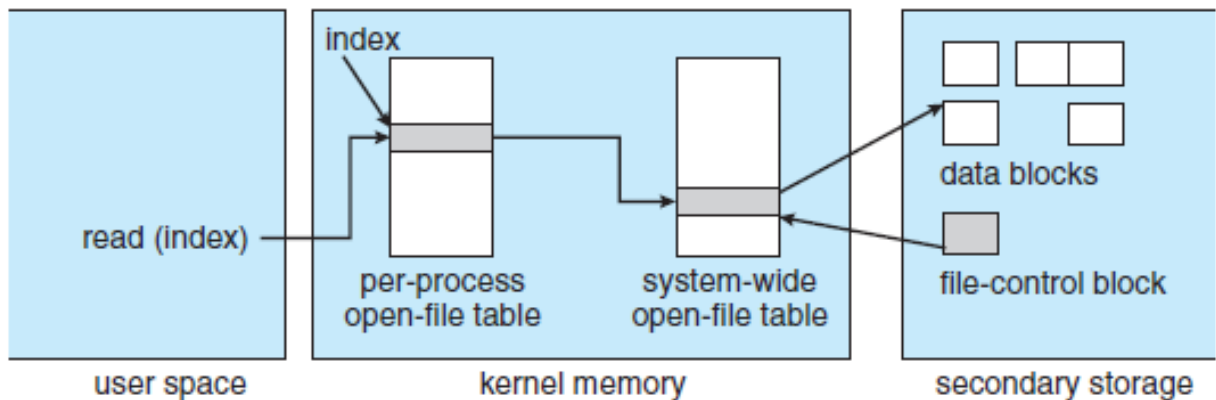 index
read (index)
per-process
open-file table
system-wide
open-file table
data blocks
file-control block
user space
kernel memory
secondary storage